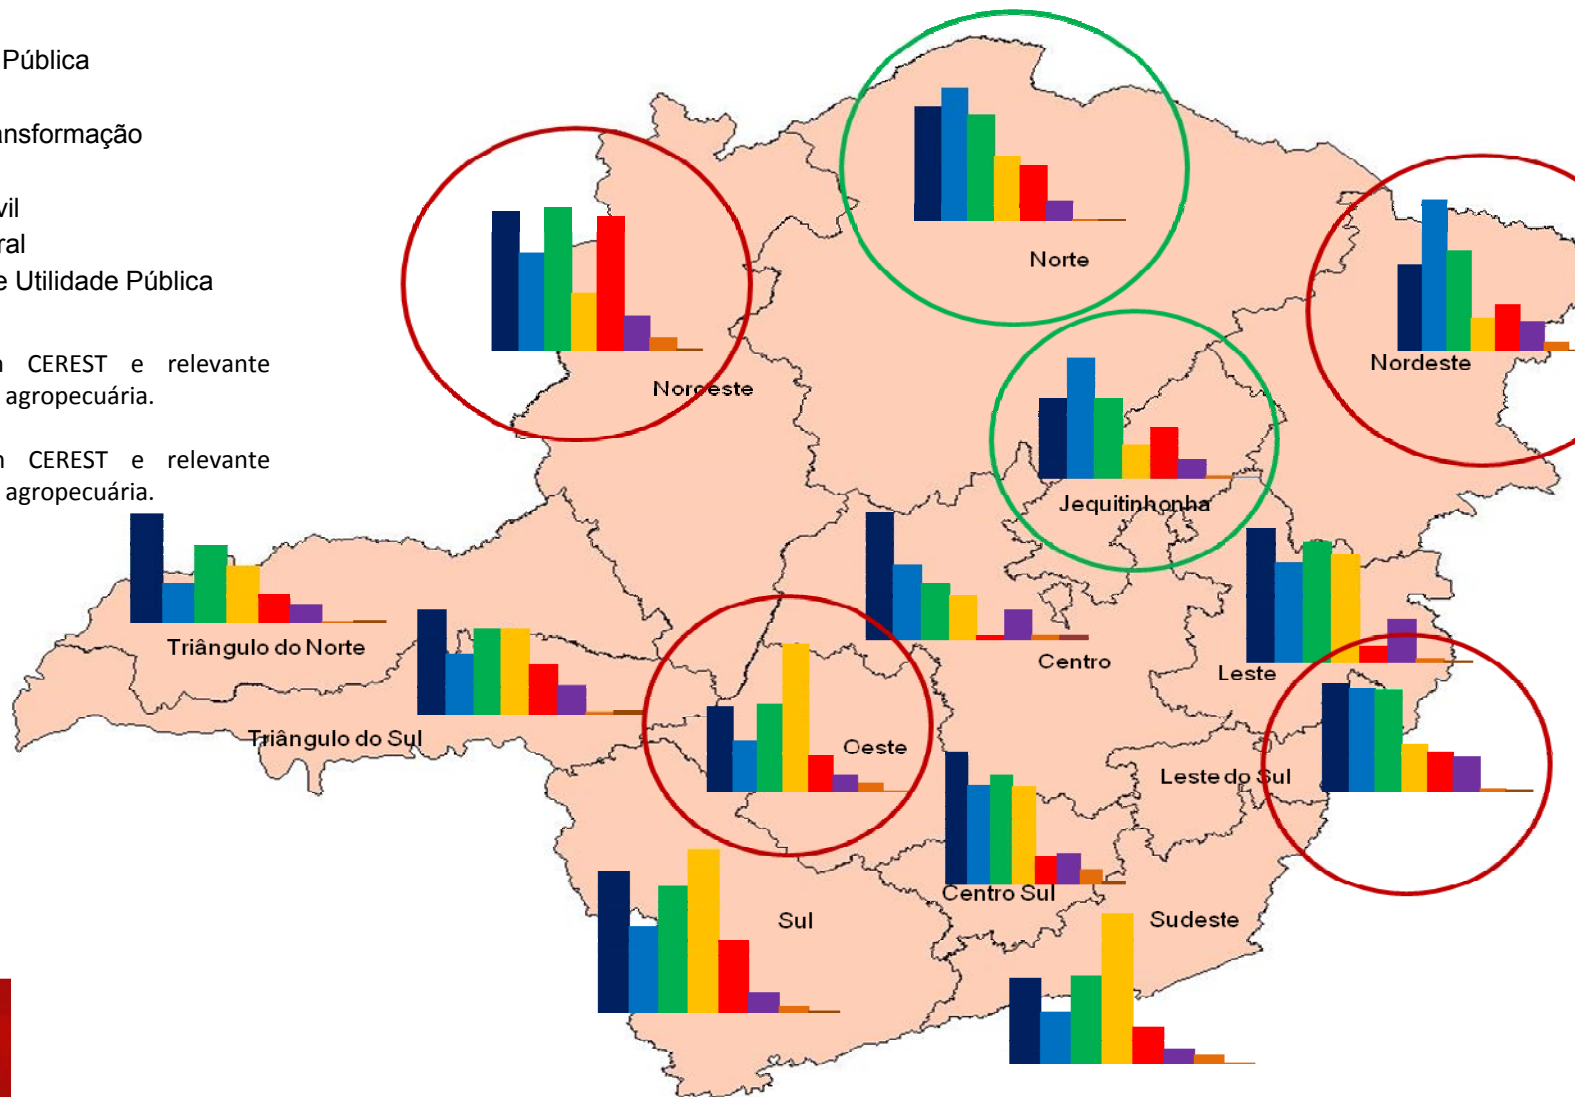 Pública
ansformação
vil
ral
e Utilidade Pública
CEREST e relevante
agropecuária.
CEREST e relevante
agropecuária.
Norte
Nordeste
Noroeste
Jequitinhonha
Triângulo do Norte
Centro
Leste
Triângulo do Sul
Oeste
Leste do Sul
Centro Sul
Sul
Sudeste